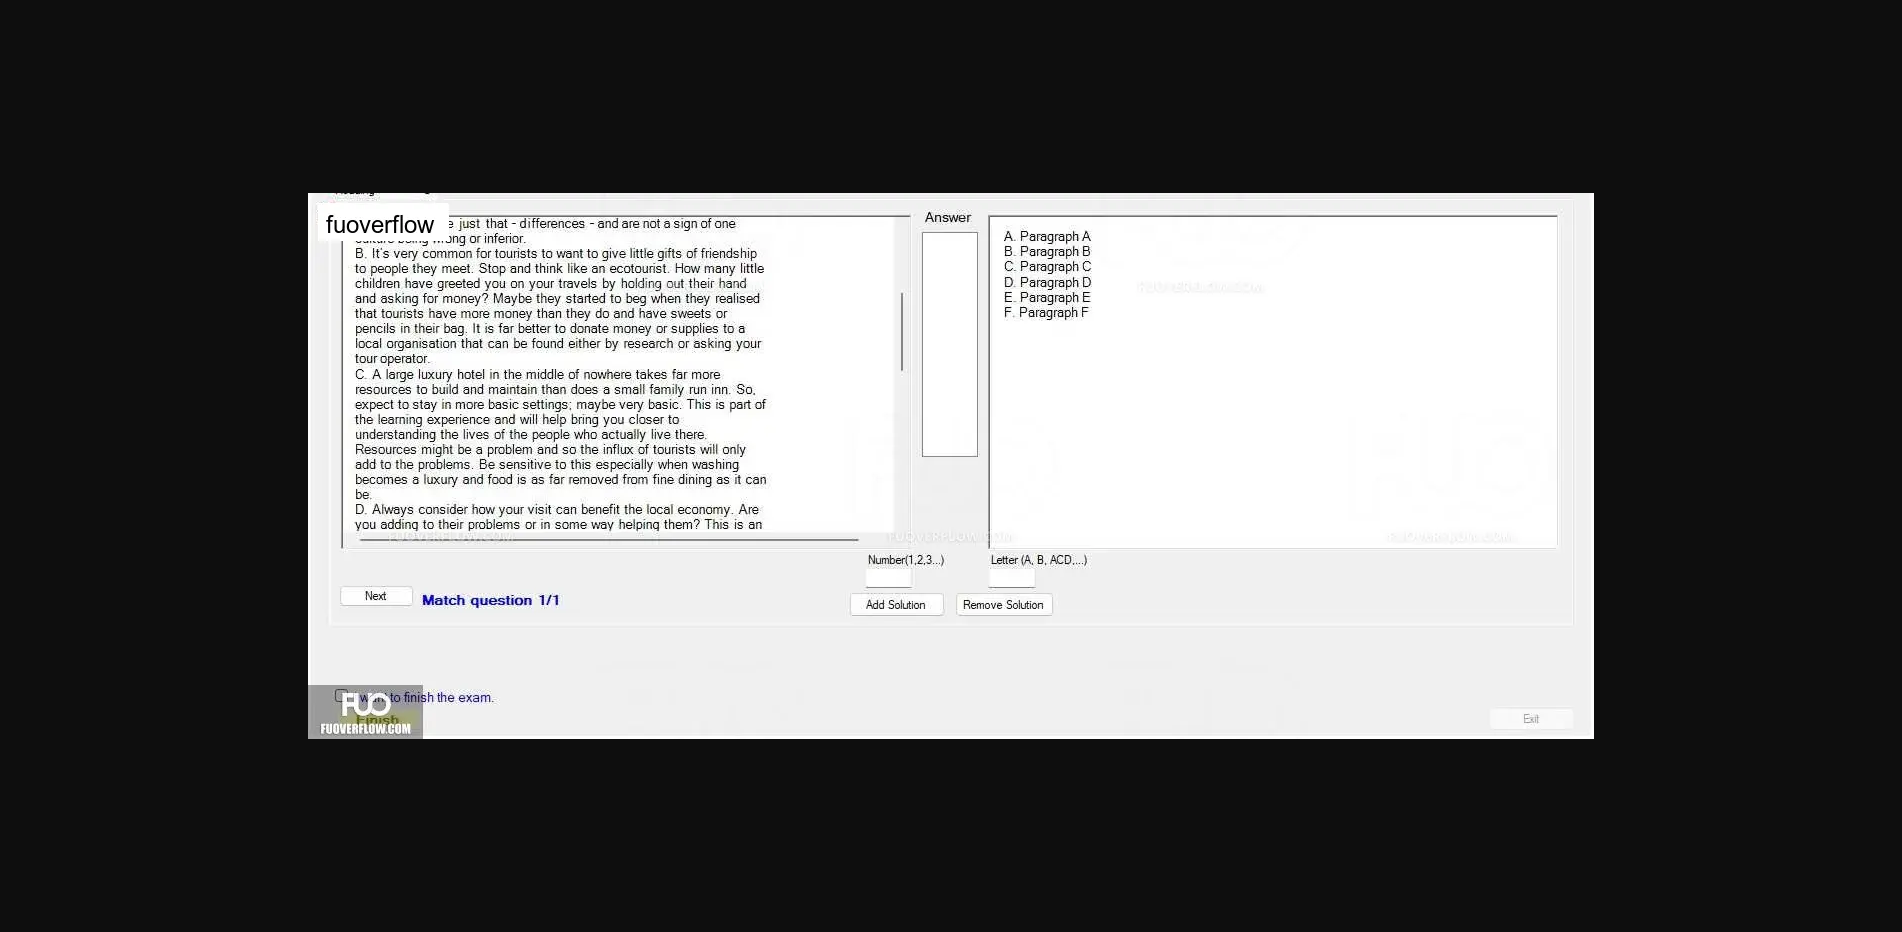 fuoverflow
just that - differences - and are not a sign of one
wrong or inferior.
B. It's very common for tourists to want to give little gifts of friendship
to people they meet. Stop and think like an ecotourist. How many little
children have greeted you on your travels by holding out their hand
and asking for money? Maybe they started to beg when they realised
that tourists have more money than they do and have sweets or
pencils in their bag. It is far better to donate money or supplies to a
local organisation that can be found either by research or asking your
tour operator.
C. A large luxury hotel in the middle of nowhere takes far more
resources to build and maintain than does a small family run inn. So,
expect to stay in more basic settings; maybe very basic. This is part of
the learning experience and will help bring you closer to
understanding the lives of the people who actually live there.
Resources might be a problem and so the influx of tourists will only
add to the problems. Be sensitive to this especially when washing
becomes a luxury and food is as far removed from fine dining as it can
be.
D. Always consider how your visit can benefit the local economy. Are
you adding to their problems or in some way helping them? This is an
Answer
A. Paragraph A
B. Paragraph B
C. Paragraph C
D. Paragraph D
E. Paragraph E
F. Paragraph F
FUOVERFLOW.COM
FUOVERFLOW.COM
FUOVERFLOW.COM
FUOVERFLOW.COM
Number(1,2,3...)
Letter (A, B, ACD,...)
Next
Match question 1/1
Add Solution
Remove Solution
want to finish the exam.
FUO
Finish
FUOVERFLOW.COM
Exit